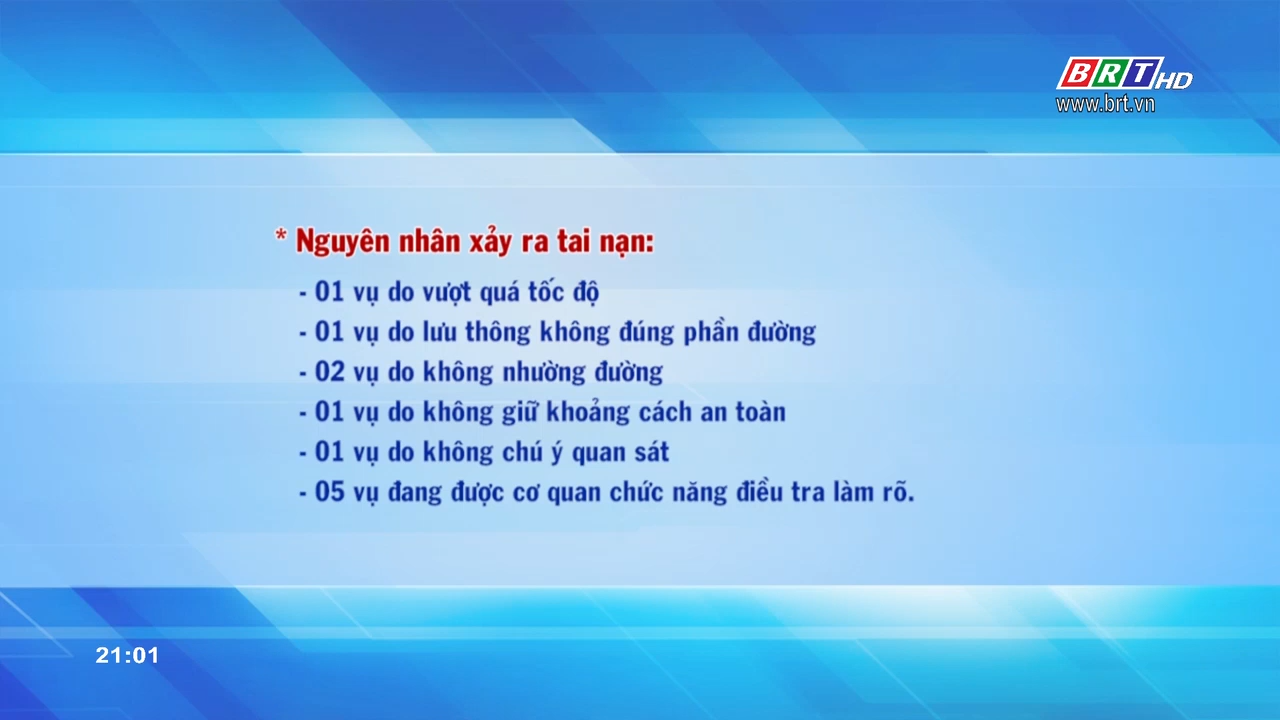 BRT HD
www.brt.vn
* Nguyên nhân xảy ra tai nạn:
- 01 vụ do vượt quá tốc độ
- 01 vụ do lưu thông không đúng phần đường
- 02 vụ do không nhường đường
- 01 vụ do không giữ khoảng cách an toàn
- 01 vụ do không chú ý quan sát
- 05 vụ đang được cơ quan chức năng điều tra làm rõ.
21:01